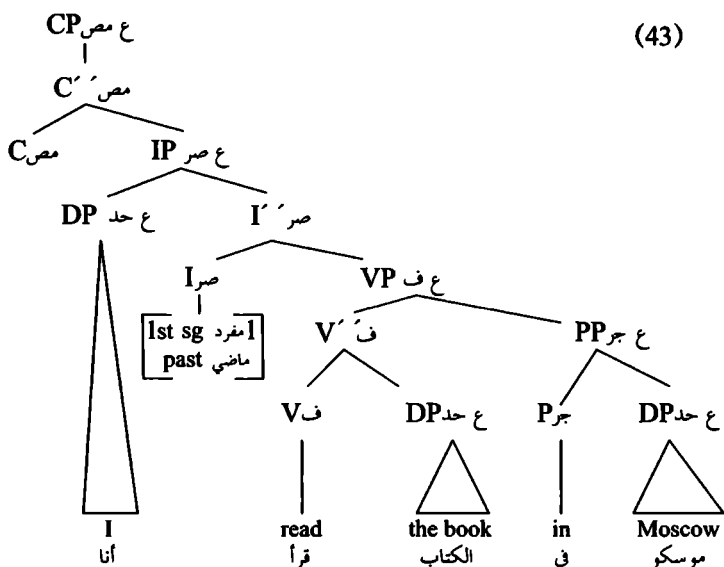 (43)
CP ع مص
C´´ مص
C مص IP ع صر
DP ع حد I´´ صر
I صر VP ع ف
1st sg مفرد 1 V´´ ف PP ع جر
past ماضي
V ف DP ع حد P جر DP ع حد
I read the book in Moscow
أنا قرأ الكتاب في موسكو